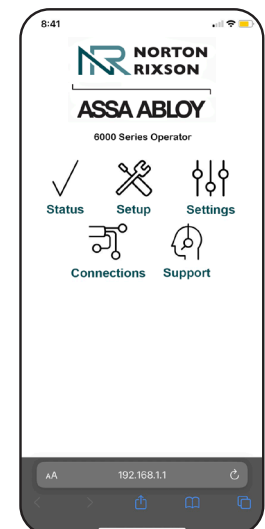 8:41
NORTON
RIXSON
ASSA ABLOY
6000 Series Operator
Status Setup Settings
Connections Support
AA 192.168.1.1